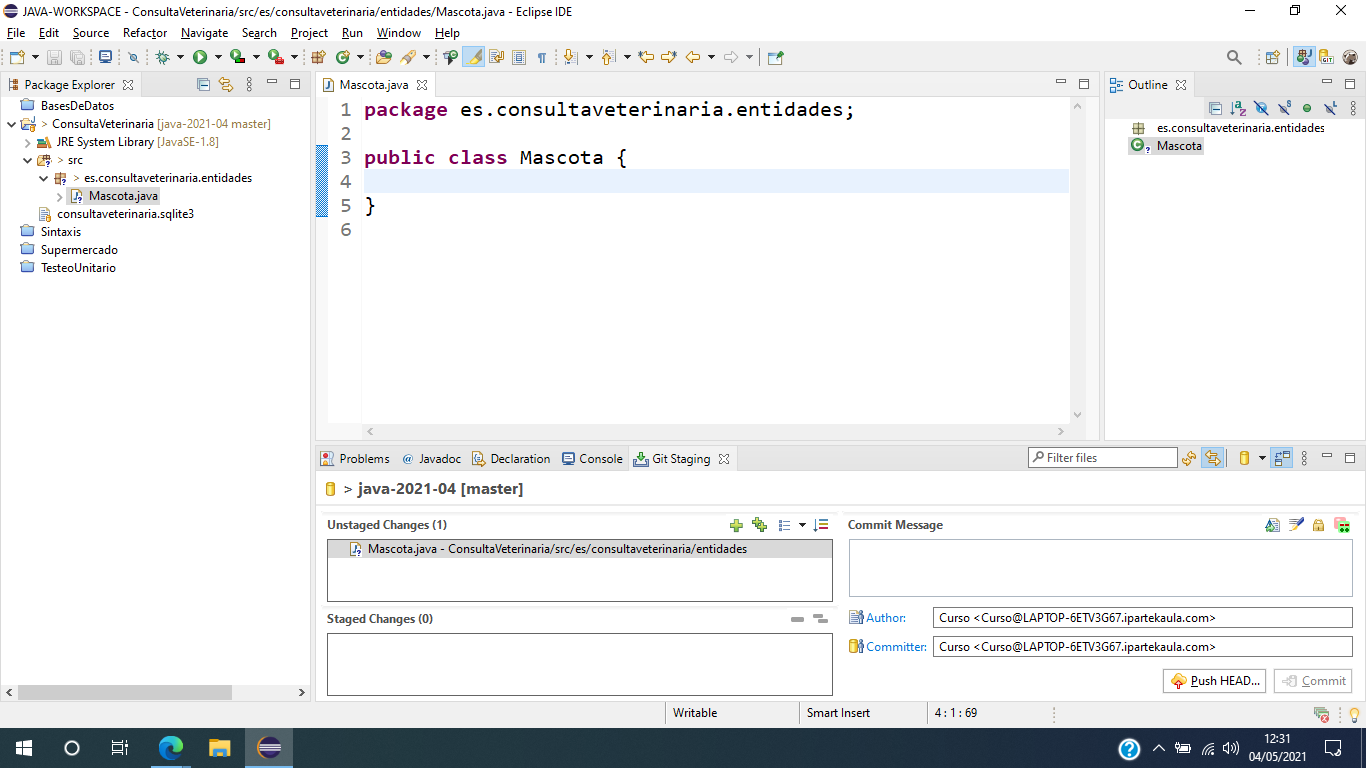 JAVA-WORKSPACE - ConsultaVeterinaria/src/es/consultaveterinaria/entidades/Mascota.java - Eclipse IDE
File Edit Source Refactor Navigate Search Project Run Window Help
Package Explorer
BasesDeDatos
> ConsultaVeterinaria [java-2021-04 master]
JRE System Library [JavaSE-1.8]
> src
> es.consultaveterinaria.entidades
Mascota.java
consultaveterinaria.sqlite3
Sintaxis
Supermercado
TesteoUnitario
Mascota.java
1 package es.consultaveterinaria.entidades;
2
3 public class Mascota {
4
5 }
6
Outline
es.consultaveterinaria.entidades
Mascota
Problems @ Javadoc Declaration Console Git Staging
Filter files
> java-2021-04 [master]
Unstaged Changes (1)
Mascota.java - ConsultaVeterinaria/src/es/consultaveterinaria/entidades
Staged Changes (0)
Commit Message
Author: Curso <Curso@LAPTOP-6ETV3G67.ipartekaula.com>
Committer: Curso <Curso@LAPTOP-6ETV3G67.ipartekaula.com>
Push HEAD... Commit
Writable Smart Insert 4 : 1 : 69
12:31
04/05/2021